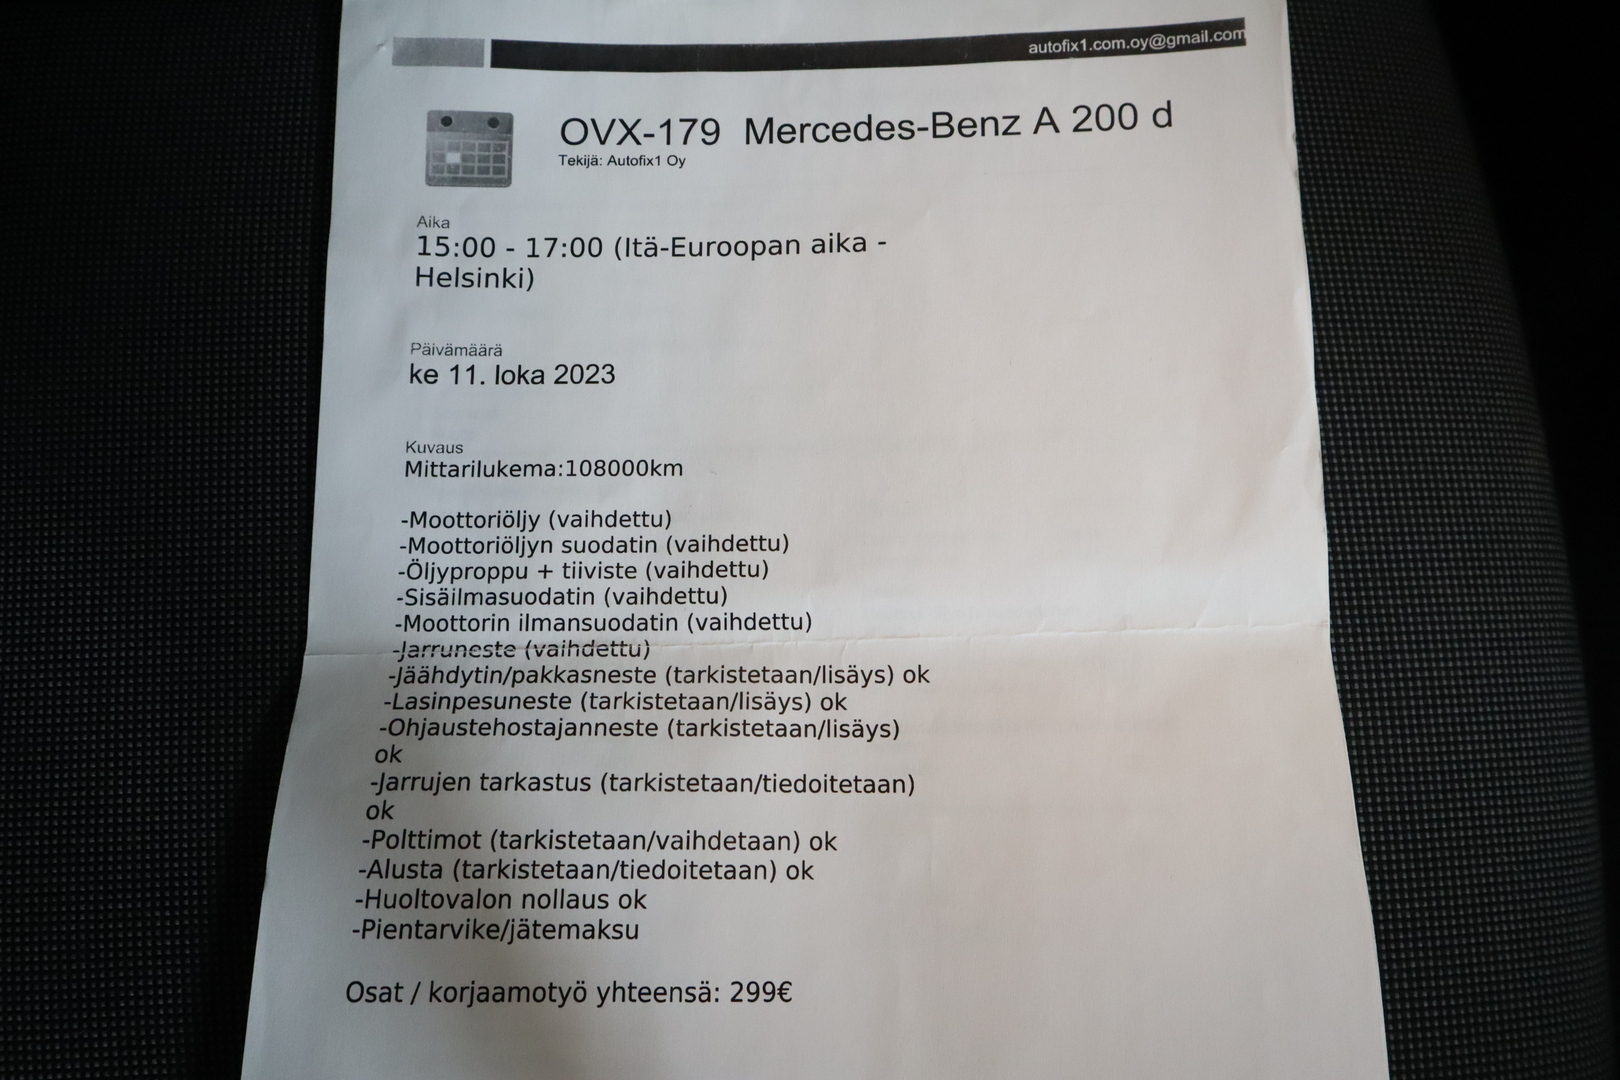 autofix1.com.oy@gmail.com
OVX-179 Mercedes-Benz A 200 d
Tekijä: Autofix1 Oy
Aika
15:00 - 17:00 (Itä-Euroopan aika -
Helsinki)
Päivämäärä
ke 11. loka 2023
Kuvaus
Mittarilukema:108000km
-Moottoriöljy (vaihdettu)
-Moottoriöljyn suodatin (vaihdettu)
-Öljyproppu + tiiviste (vaihdettu)
-Sisäilmasuodatin (vaihdettu)
-Moottorin ilmansuodatin (vaihdettu)
-Jarruneste (vaihdettu)
-Jäähdytin/pakkasneste (tarkistetaan/lisäys) ok
-Lasinpesuneste (tarkistetaan/lisäys) ok
-Ohjaustehostajanneste (tarkistetaan/lisäys)
ok
-Jarrujen tarkastus (tarkistetaan/tiedoitetaan)
ok
-Polttimot (tarkistetaan/vaihdetaan) ok
-Alusta (tarkistetaan/tiedoitetaan) ok
-Huoltovalon nollaus ok
-Pientarvike/jätemaksu
Osat / korjaamotyö yhteensä: 299€